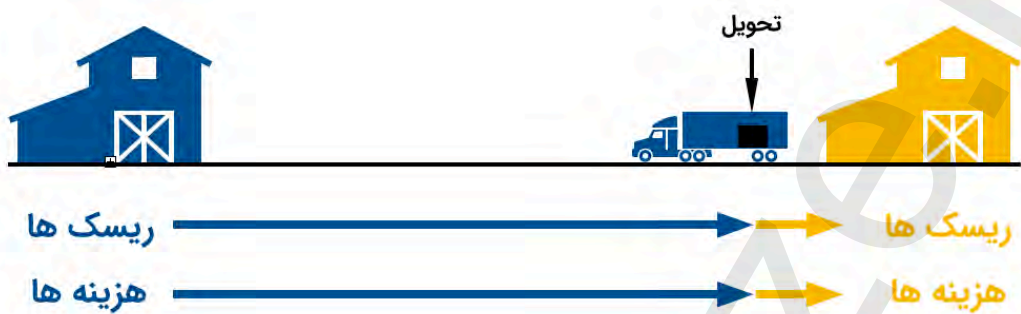 تحویل
ریسک ها ریسک ها
هزینه ها هزینه ها